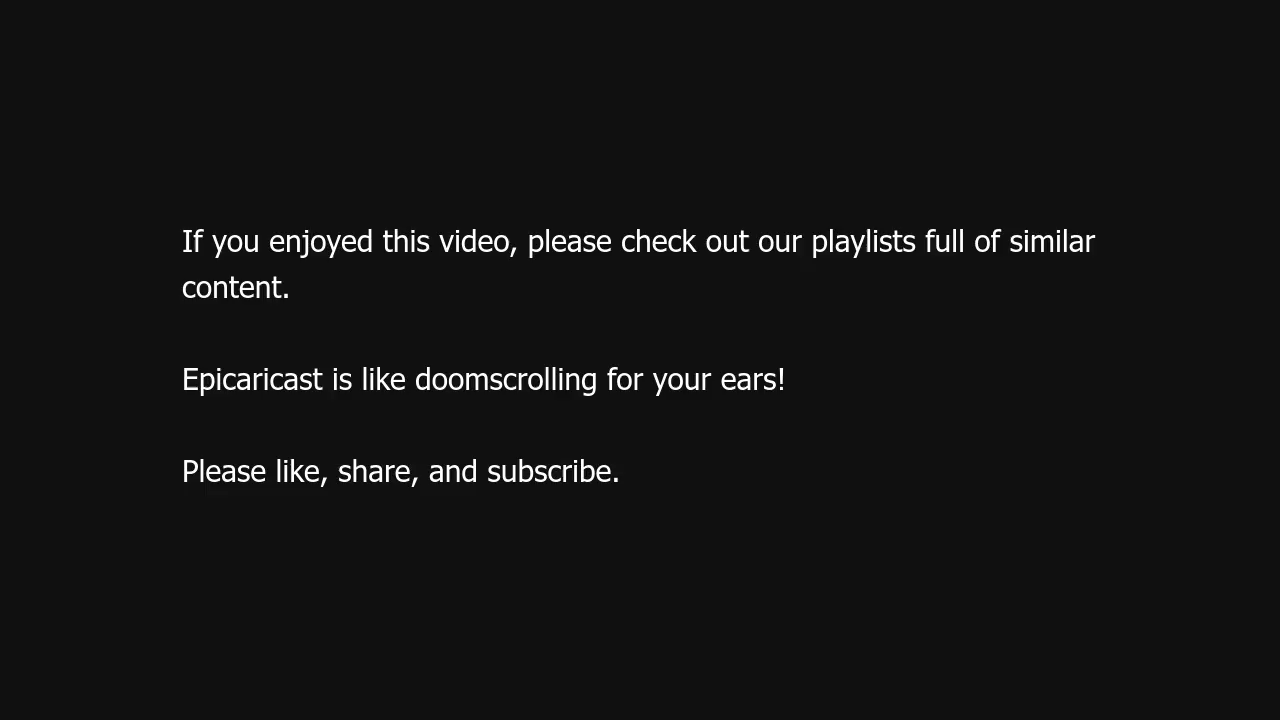 If you enjoyed this video, please check out our playlists full of similar
content.
Epicaricast is like doomscrolling for your ears!
Please like, share, and subscribe.